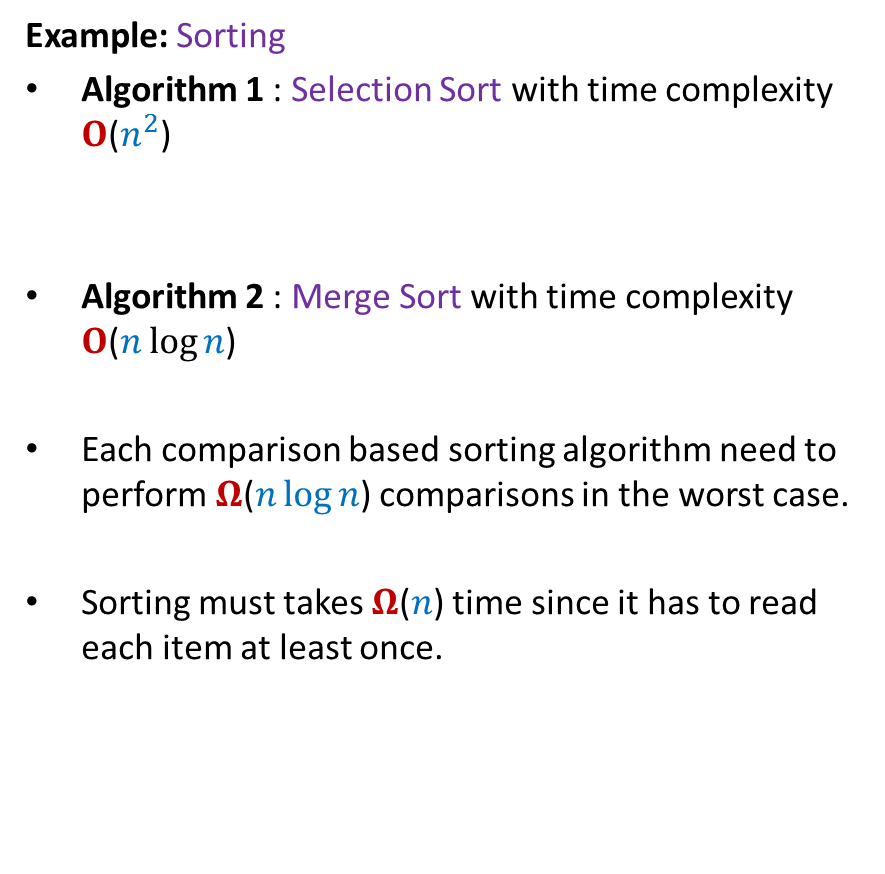 Example: Sorting
• Algorithm 1 : Selection Sort with time complexity
O(n²)
• Algorithm 2 : Merge Sort with time complexity
O(n log n)
• Each comparison based sorting algorithm need to
perform Ω(n log n) comparisons in the worst case.
• Sorting must takes Ω(n) time since it has to read
each item at least once.